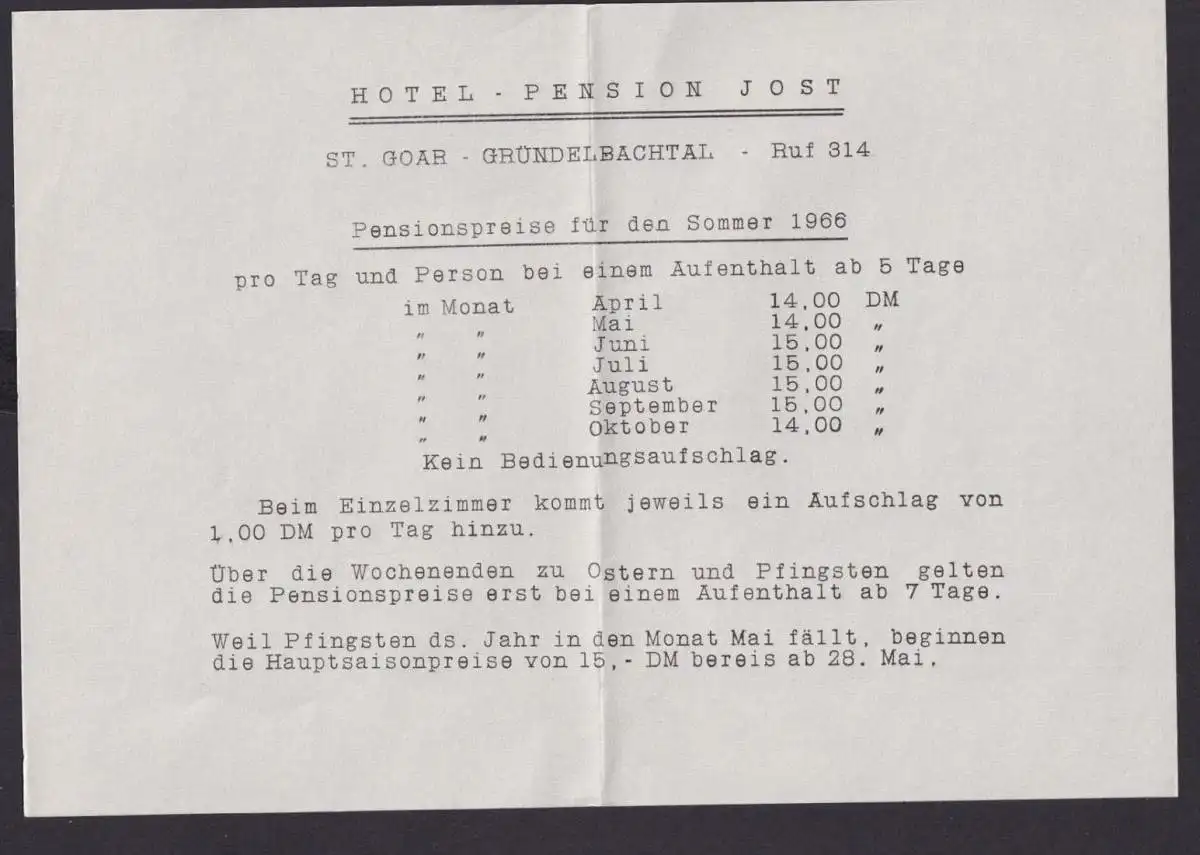 HOTEL - PENSION JOST
ST. GOAR - GRÜNDELBACHTAL - Ruf 314
Pensionspreise für den Sommer 1966
pro Tag und Person bei einem Aufenthalt ab 5 Tage
im Monat April 14,00 DM
" " Mai 14,00 "
" " Juni 15,00 "
" " Juli 15,00 "
" " August 15,00 "
" " September 15,00 "
" " Oktober 14,00 "
Kein Bedienungsaufschlag.
Beim Einzelzimmer kommt jeweils ein Aufschlag von
1,00 DM pro Tag hinzu.
Über die Wochenenden zu Ostern und Pfingsten gelten
die Pensionspreise erst bei einem Aufenthalt ab 7 Tage.
Weil Pfingsten ds. Jahr in den Monat Mai fällt, beginnen
die Hauptsaisonpreise von 15,- DM bereis ab 28. Mai.